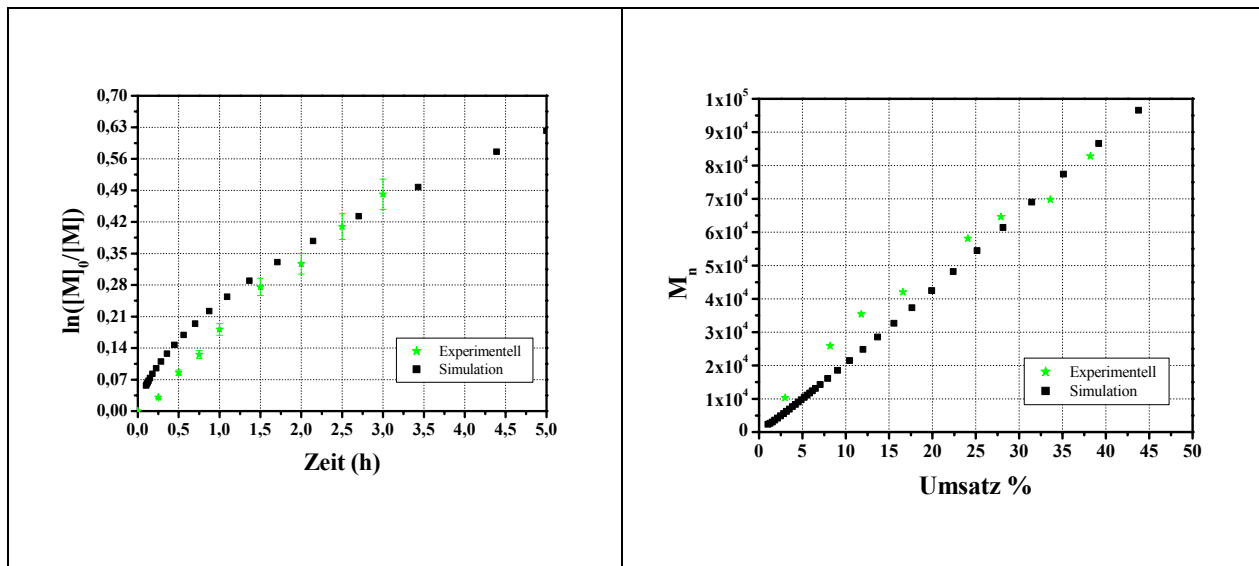 0,70
0,63
0,56
0,49
0,42
0,35
0,28
0,21
0,14
0,07
0,00
ln([M]0/[M])
Experimentell
Simulation
0,0 0,5 1,0 1,5 2,0 2,5 3,0 3,5 4,0 4,5 5,0
Zeit (h)
1x10^5
9x10^4
8x10^4
7x10^4
6x10^4
5x10^4
4x10^4
3x10^4
2x10^4
1x10^4
0
Mn
Experimentell
Simulation
0 5 10 15 20 25 30 35 40 45 50
Umsatz %